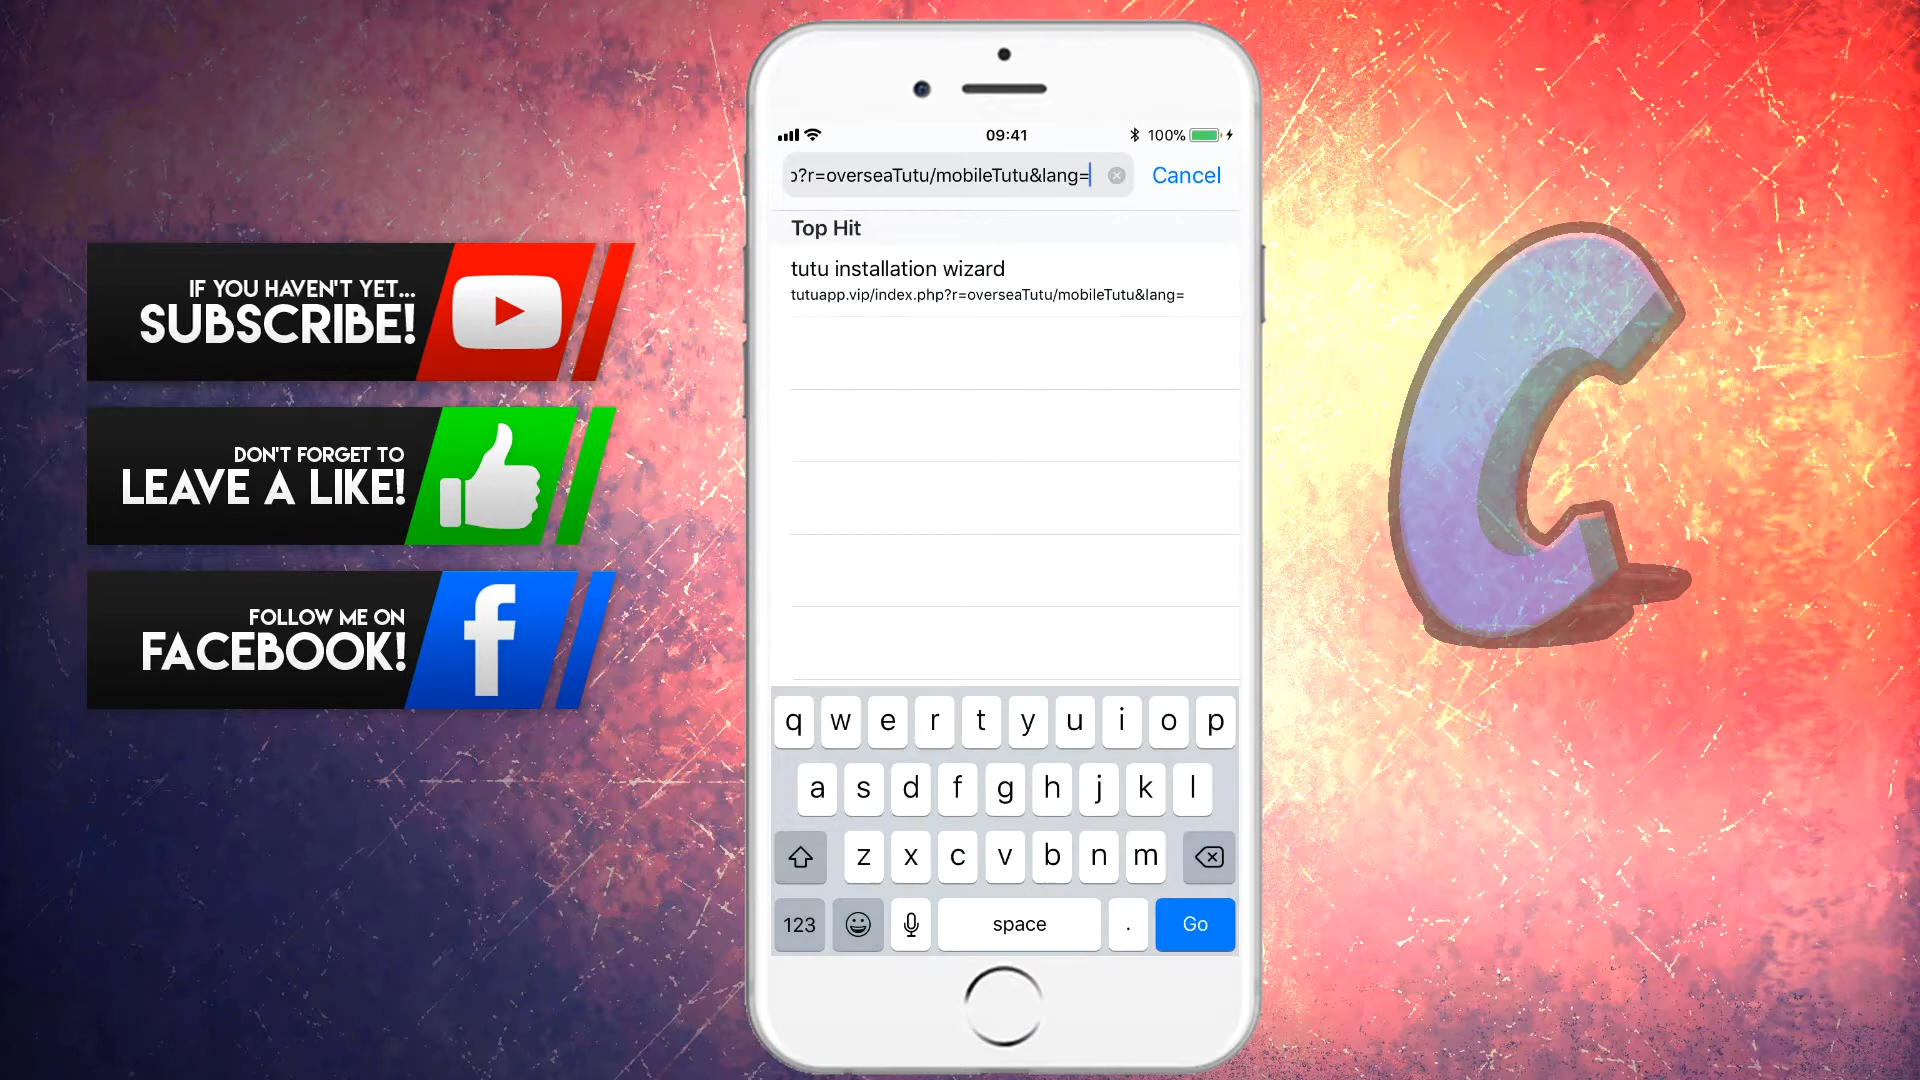 IF YOU HAVEN'T YET...
SUBSCRIBE!
DON'T FORGET TO
LEAVE A LIKE!
FOLLOW ME ON
FACEBOOK!
f
09:41
100%
?r=overseaTutu/mobileTutu&lang=
Cancel
Top Hit
tutu installation wizard
tutuapp.vip/index.php?r=overseaTutu/mobileTutu&lang=
q w e r t y u i o p
a s d f g h j k l
z x c v b n m
123 space . Go
C